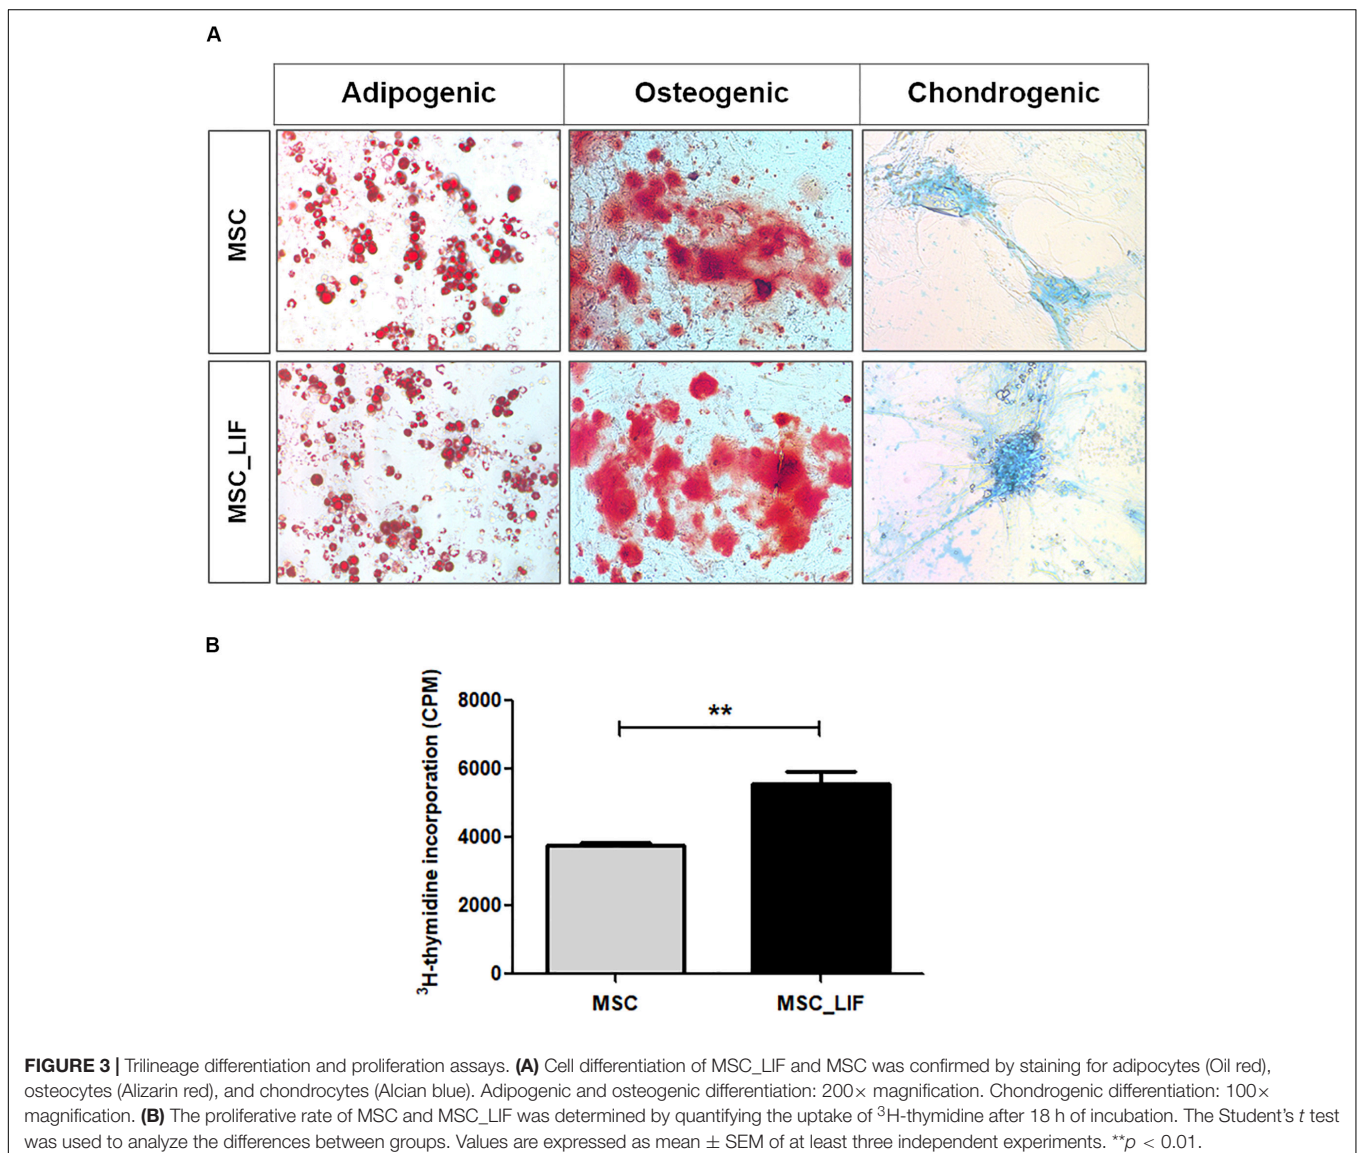 A
Adipogenic Osteogenic Chondrogenic
MSC
MSC_LIF
B
³H-thymidine incorporation (CPM)
8000
**
6000
4000
2000
0
MSC MSC_LIF
FIGURE 3 | Trilineage differentiation and proliferation assays. (A) Cell differentiation of MSC_LIF and MSC was confirmed by staining for adipocytes (Oil red),
osteocytes (Alizarin red), and chondrocytes (Alcian blue). Adipogenic and osteogenic differentiation: 200× magnification. Chondrogenic differentiation: 100×
magnification. (B) The proliferative rate of MSC and MSC_LIF was determined by quantifying the uptake of ³H-thymidine after 18 h of incubation. The Student's t test
was used to analyze the differences between groups. Values are expressed as mean ± SEM of at least three independent experiments. **p < 0.01.